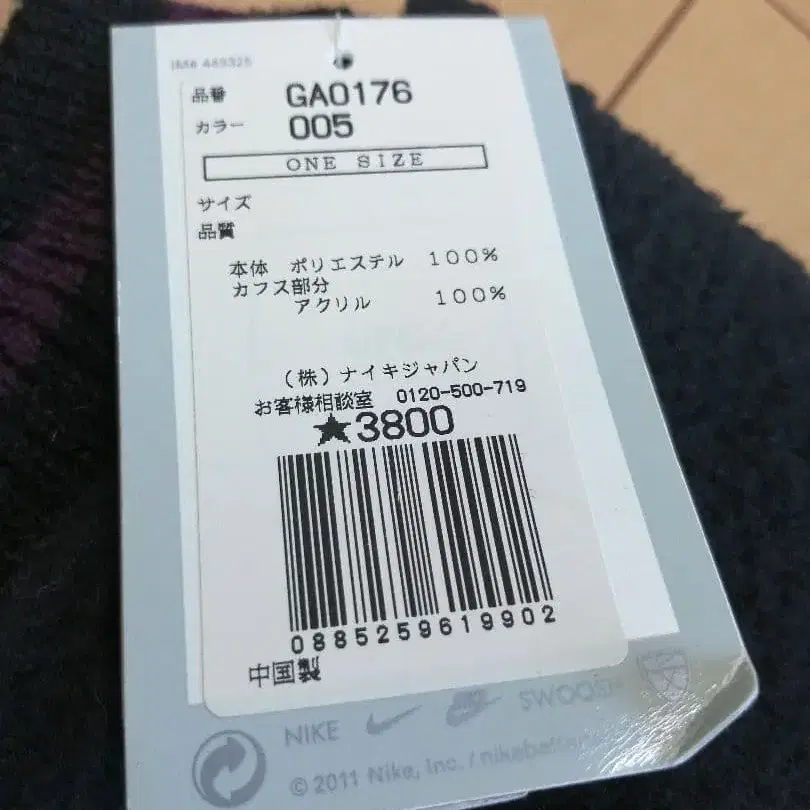 品番 GA0176
カラー 005
ONE SIZE
サイズ
品質
本体 ポリエステル 100%
カフス部分
アクリル 100%
(株)ナイキジャパン
お客様相談室 0120-500-719
★3800
0885259619902
中国製
NIKE SWOOSH
© 2011 Nike, Inc. /